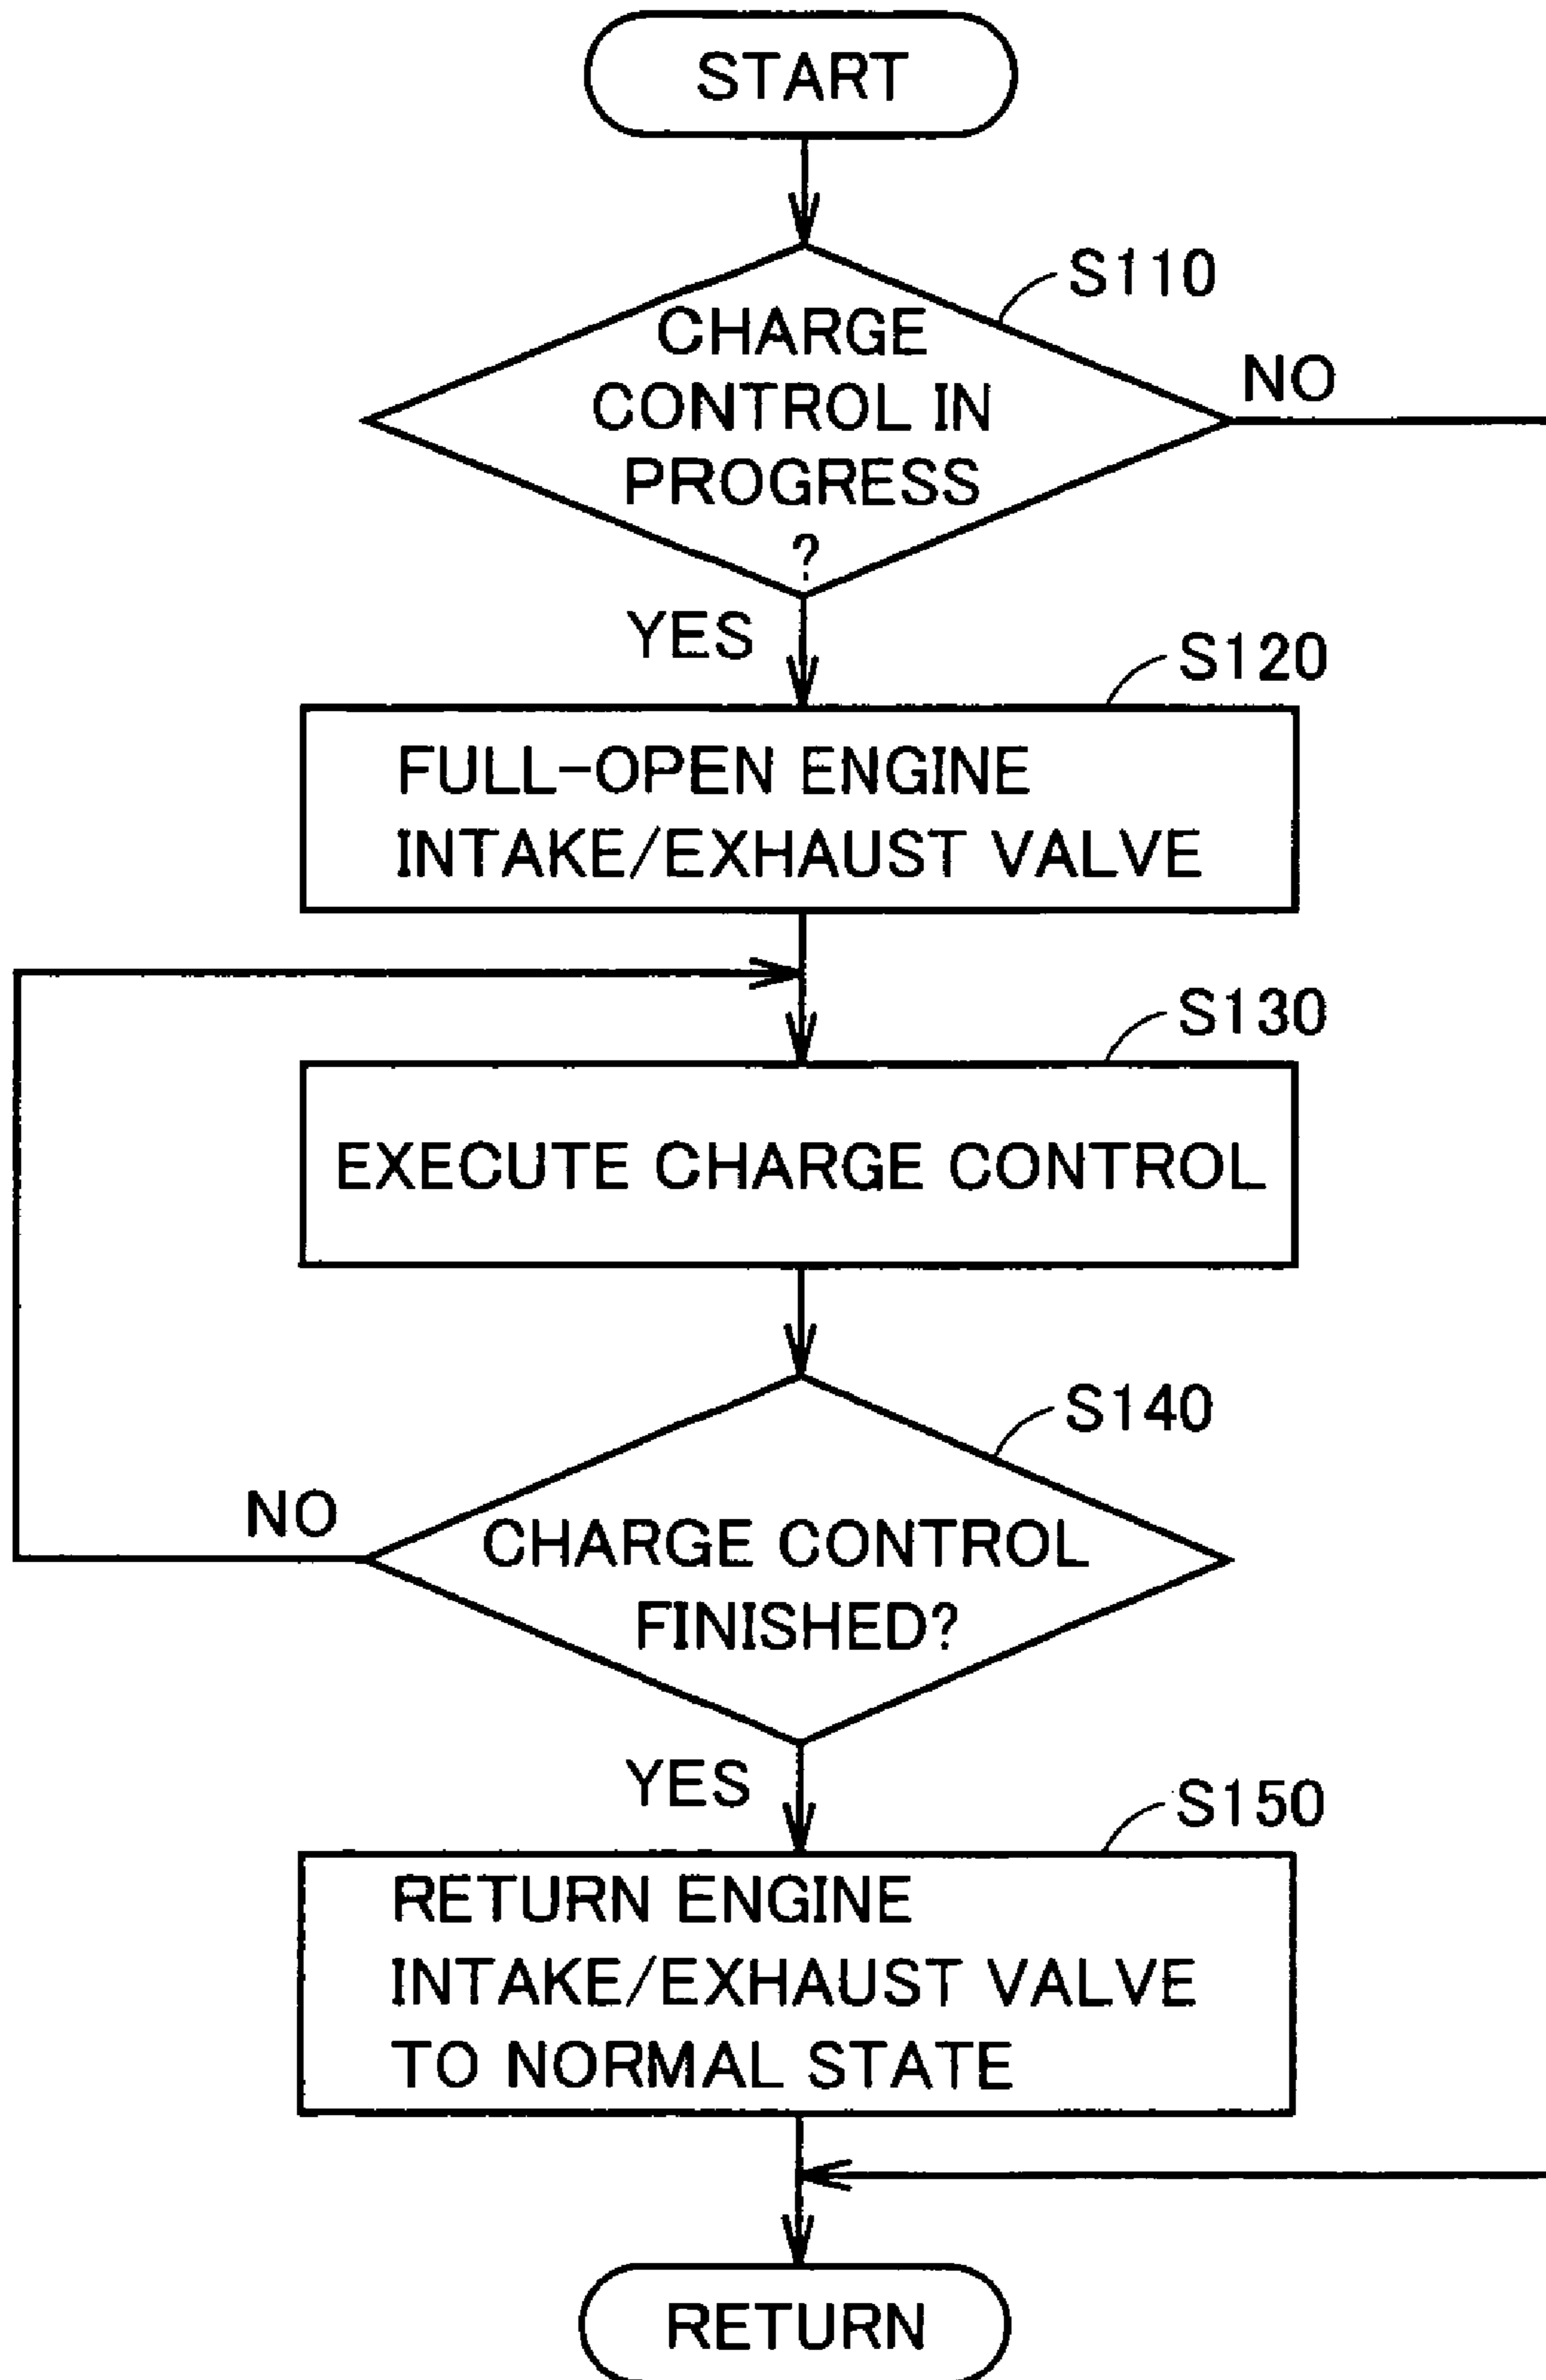 START
S110
CHARGE
CONTROL IN
PROGRESS
?
NO
YES
S120
FULL-OPEN ENGINE
INTAKE/EXHAUST VALVE
S130
EXECUTE CHARGE CONTROL
S140
NO
CHARGE CONTROL
FINISHED?
YES
S150
RETURN ENGINE
INTAKE/EXHAUST VALVE
TO NORMAL STATE
RETURN